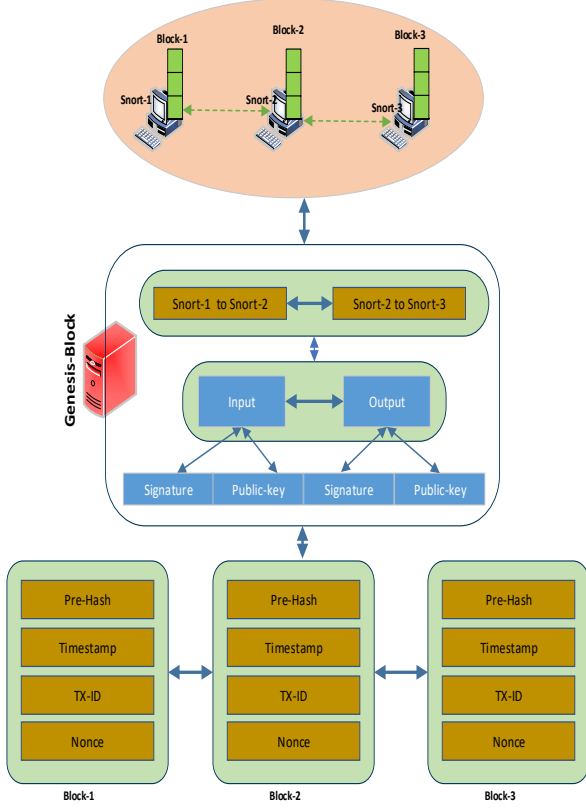 Block-1
Block-2
Block-3
Snort-1
Snort-2
Snort-3
Genesis-Block
Snort-1 to Snort-2
Snort-2 to Snort-3
Input
Output
Signature
Public-key
Signature
Public-key
Pre-Hash
Timestamp
TX-ID
Nonce
Block-1
Pre-Hash
Timestamp
TX-ID
Nonce
Block-2
Pre-Hash
Timestamp
TX-ID
Nonce
Block-3